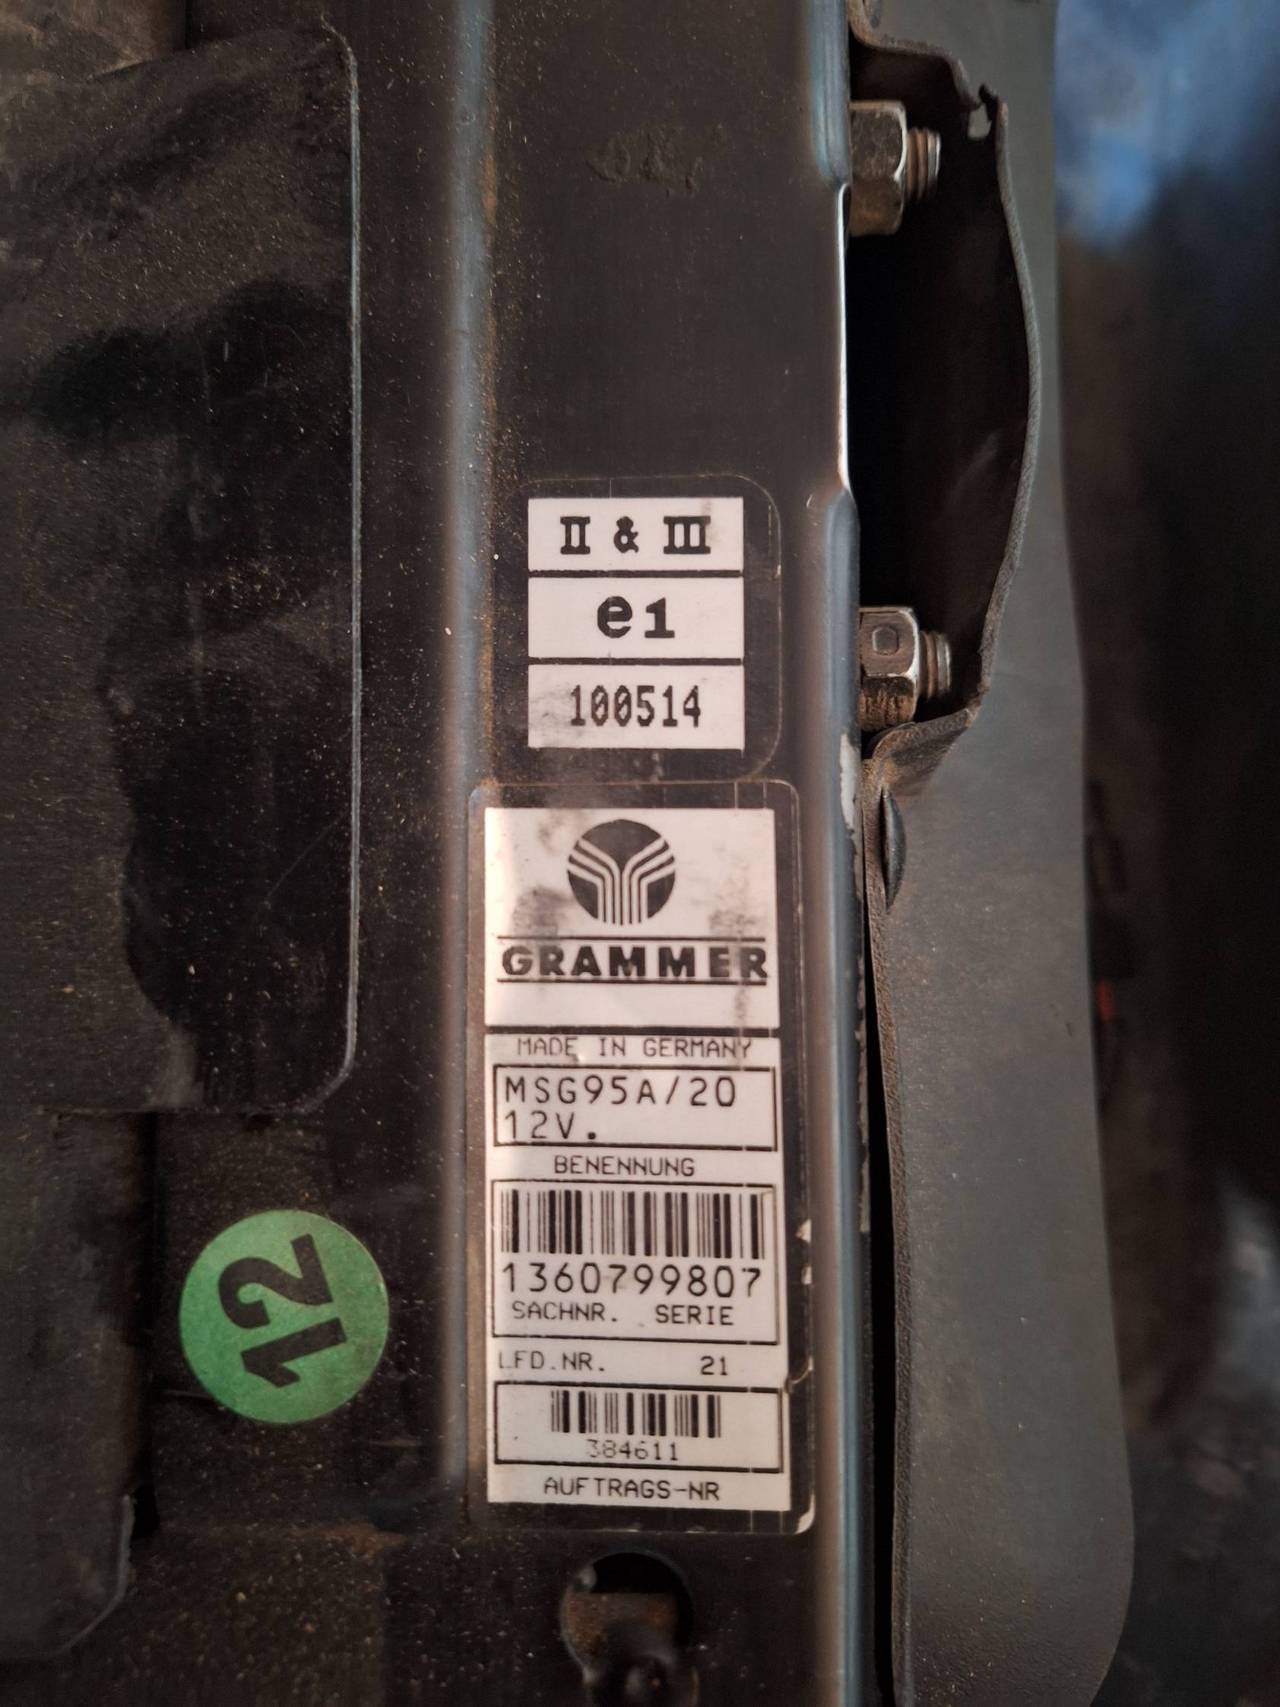 II & III
e1
100514
GRAMMER
MADE IN GERMANY
MSG95A/20
12V.
BENENNUNG
1360799807
SACHNR. SERIE
LFD.NR. 21
384611
AUFTRAGS-NR
12